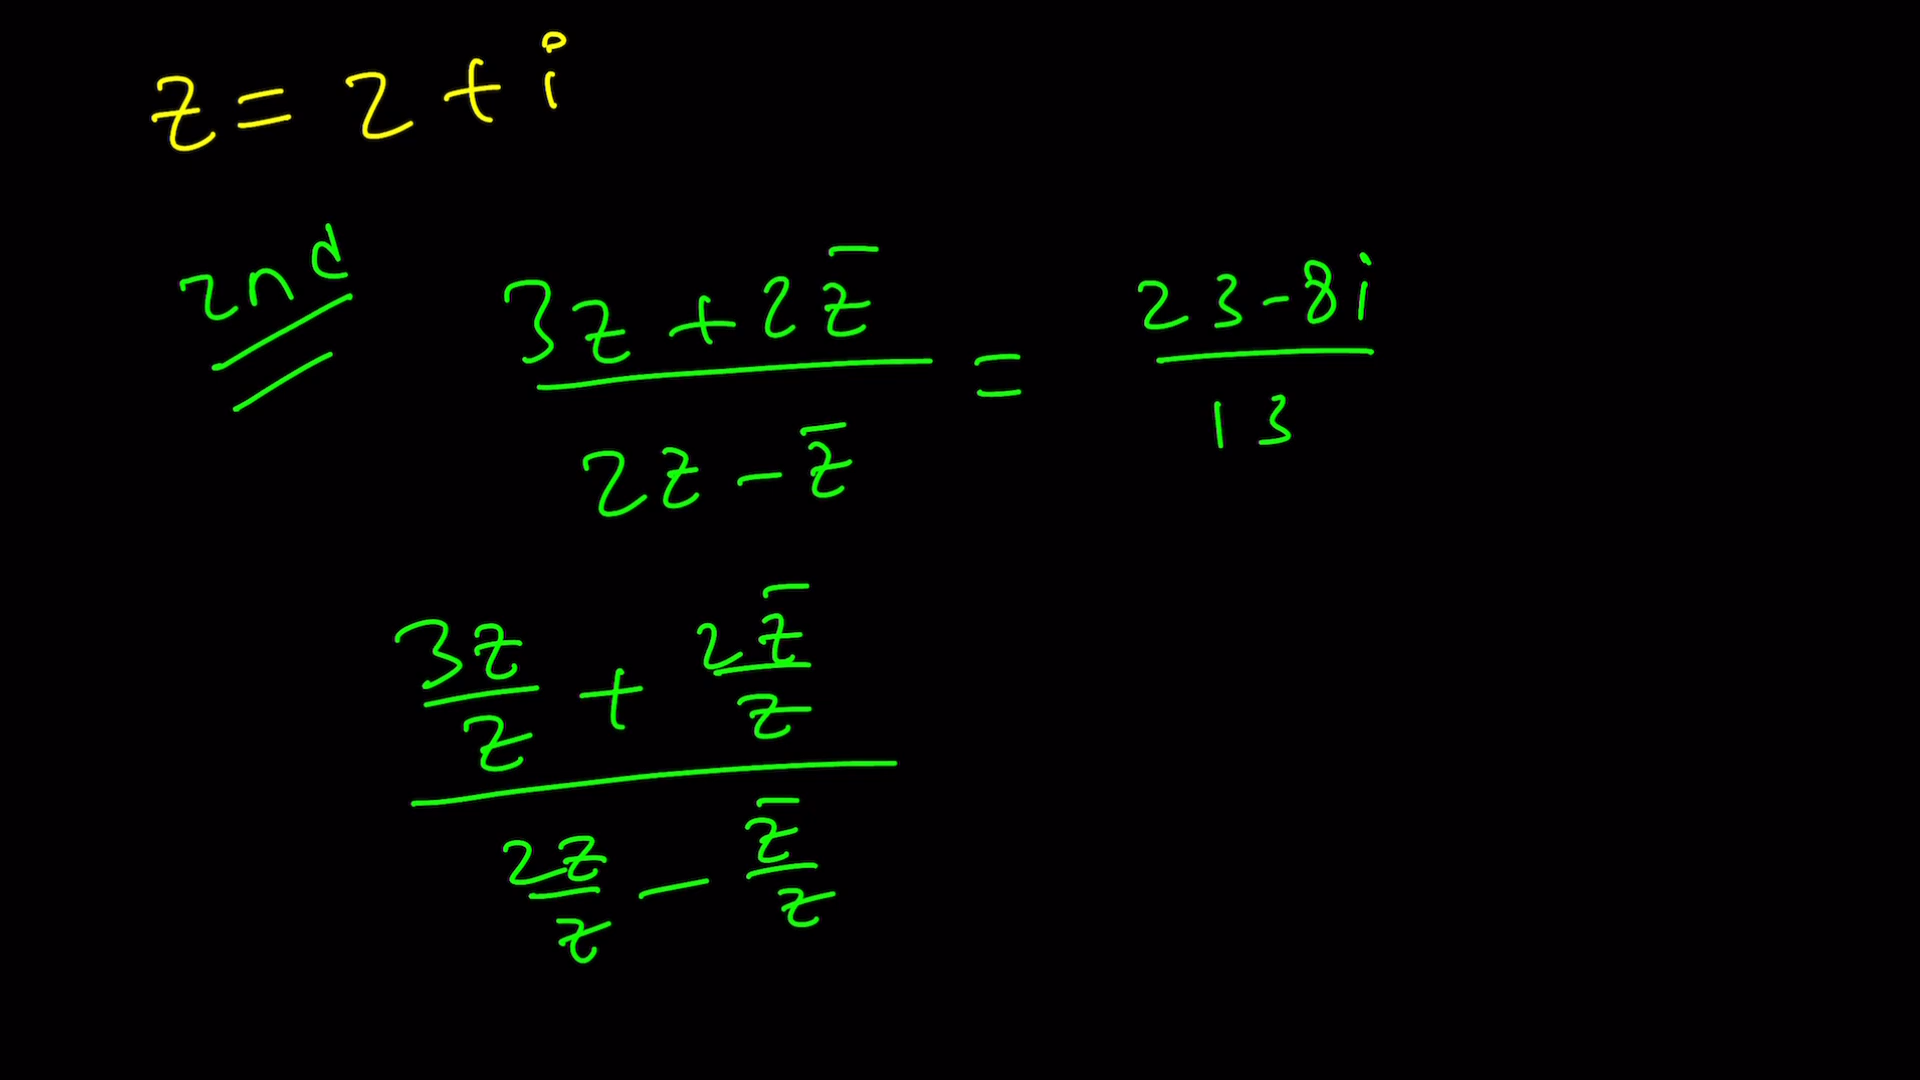 z = 2 + i
2nd
3z + 2z̄ / 2z - z̄ = 23 - 8i / 13
3z/z + 2z̄/z
2z/z - z̄/z